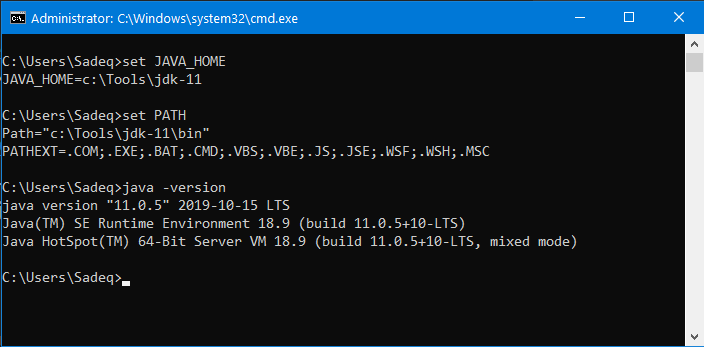 Administrator: C:\Windows\system32\cmd.exe
C:\Users\Sadeq>set JAVA_HOME
JAVA_HOME=c:\Tools\jdk-11
C:\Users\Sadeq>set PATH
Path="c:\Tools\jdk-11\bin"
PATHEXT=.COM;.EXE;.BAT;.CMD;.VBS;.VBE;.JS;.JSE;.WSF;.WSH;.MSC
C:\Users\Sadeq>java -version
java version "11.0.5" 2019-10-15 LTS
Java(TM) SE Runtime Environment 18.9 (build 11.0.5+10-LTS)
Java HotSpot(TM) 64-Bit Server VM 18.9 (build 11.0.5+10-LTS, mixed mode)
C:\Users\Sadeq>